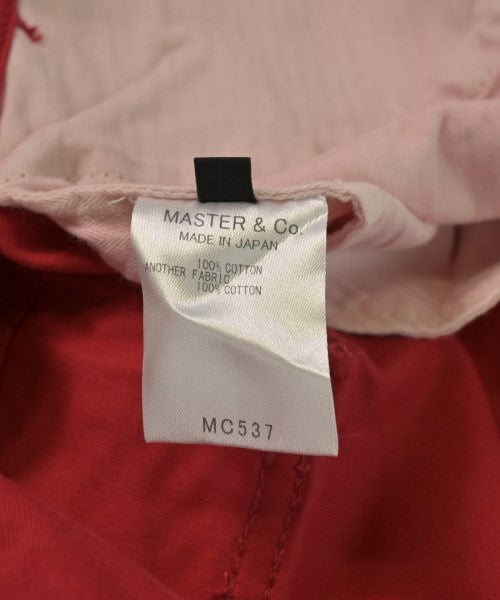 MASTER & Co.
MADE IN JAPAN
100% COTTON
ANOTHER FABRIC
100% COTTON
MC537